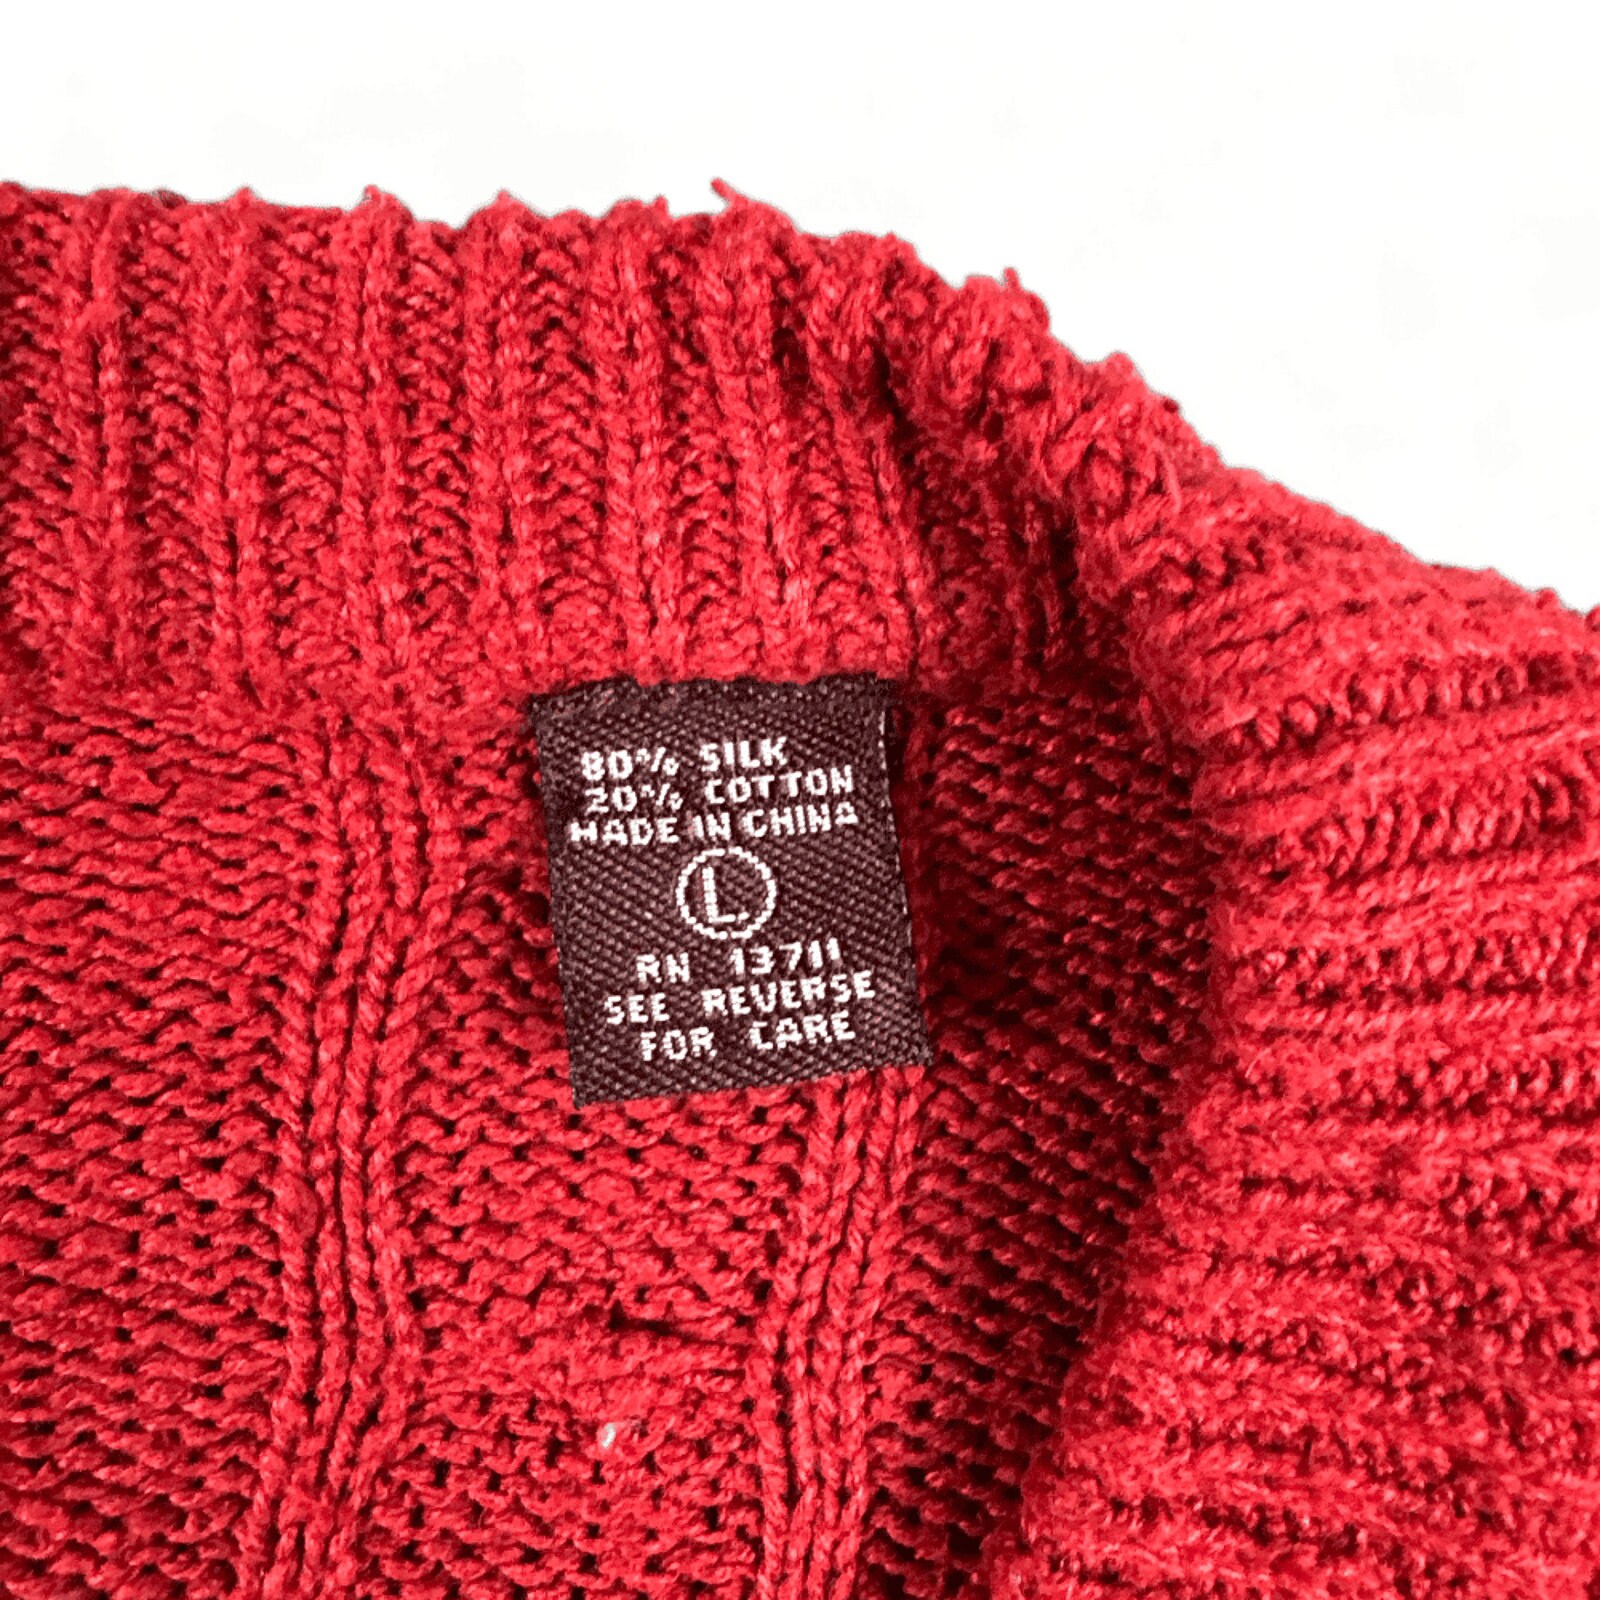 80% SILK
20% COTTON
MADE IN CHINA
L
RN 13711
SEE REVERSE
FOR CARE